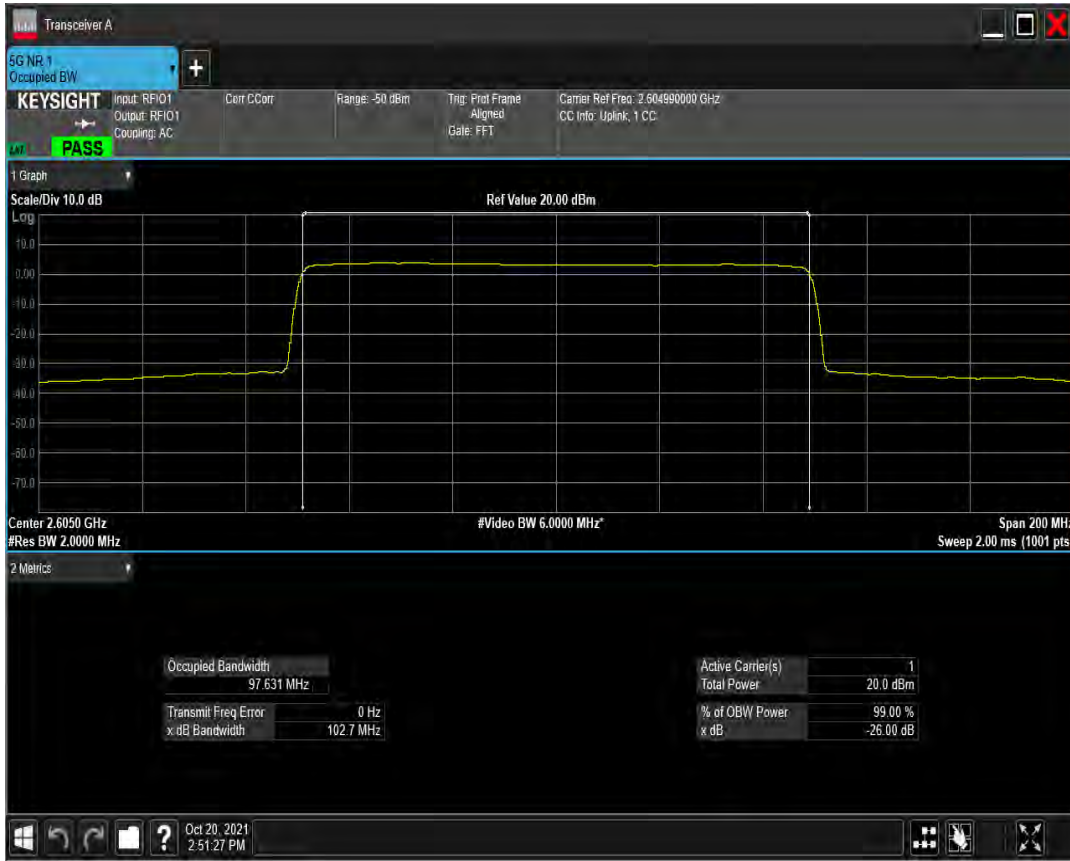 Transceiver A
5G NR 1
Occupied BW
+
KEYSIGHT
Input: RFIO1
Output: RFIO1
Coupling: AC
Corr CCorr
Range: -50 dBm
Trig: Prot Frame
Aligned
Gate: FFT
Carrier Ref Freq: 2.604990000 GHz
CC Info: Uplink, 1 CC
PASS
1 Graph
Scale/Div 10.0 dB
Ref Value 20.00 dBm
Log
10.0
0.00
-10.0
-20.0
-30.0
-40.0
-50.0
-60.0
-70.0
Center 2.6050 GHz
#Video BW 6.0000 MHz*
Span 200 MHz
#Res BW 2.0000 MHz
Sweep 2.00 ms (1001 pts
2 Metrics
Occupied Bandwidth
97.631 MHz
Transmit Freq Error 0 Hz
x dB Bandwidth 102.7 MHz
Active Carrier(s) 1
Total Power 20.0 dBm
% of OBW Power 99.00 %
x dB -26.00 dB
?
Oct 20, 2021
2:51:27 PM